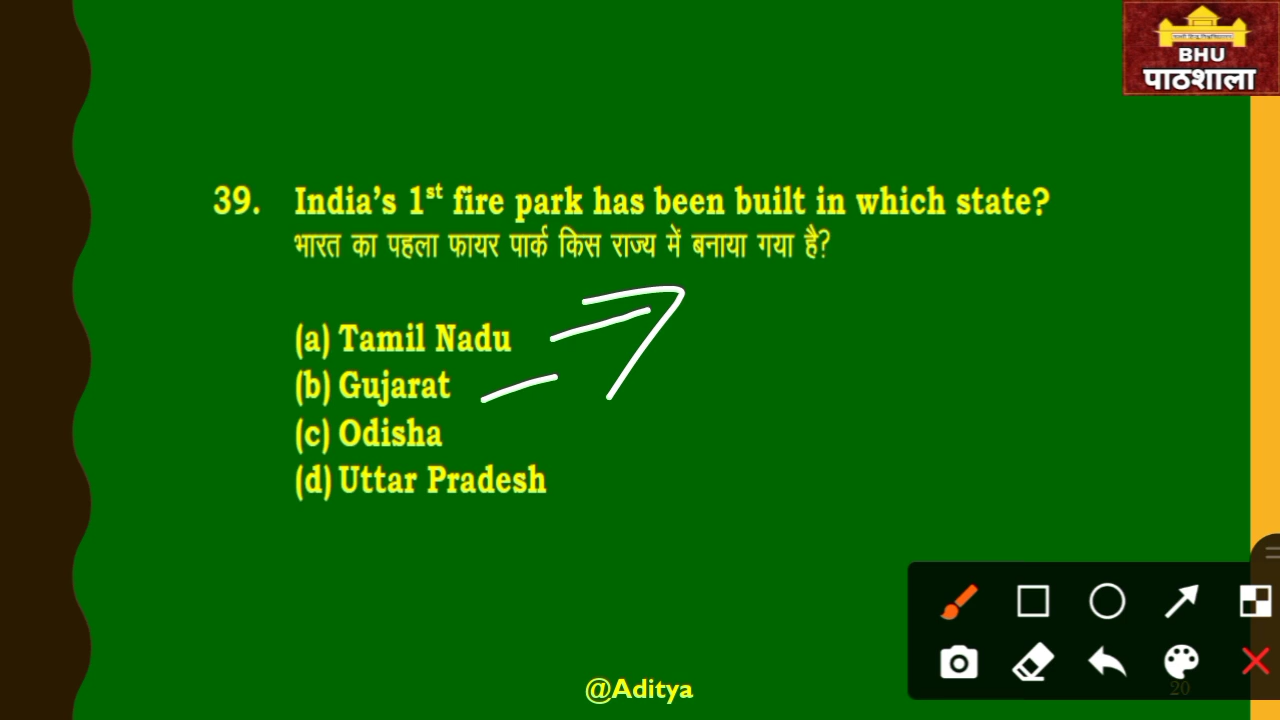 BHU
पाठशाला
39. India's 1st fire park has been built in which state?
भारत का पहला फायर पार्क किस राज्य में बनाया गया है?
(a) Tamil Nadu
(b) Gujarat
(c) Odisha
(d) Uttar Pradesh
@Aditya
20